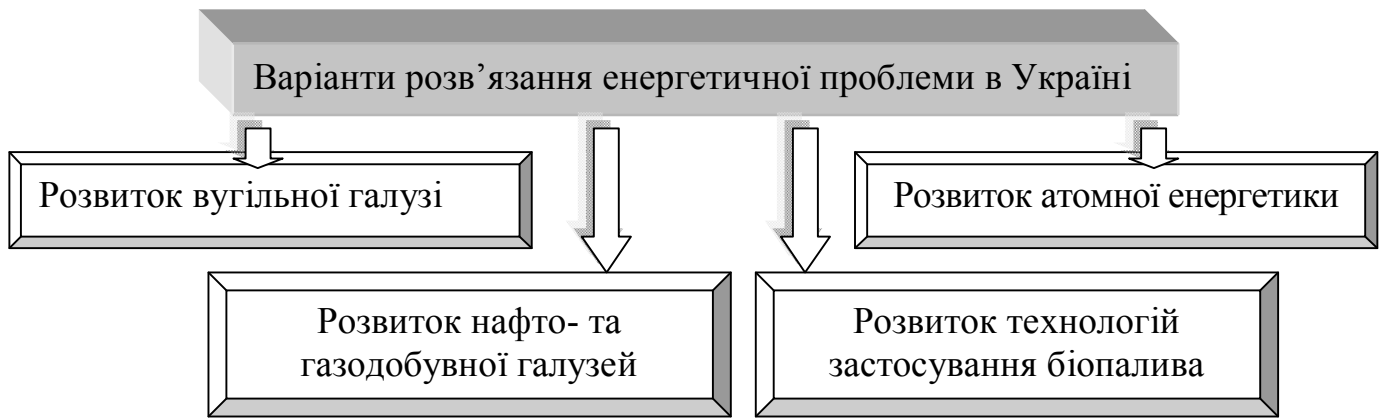 Варіанти розв’язання енергетичної проблеми в Україні
Розвиток вугільної галузі
Розвиток атомної енергетики
Розвиток нафто- та
газодобувної галузей
Розвиток технологій
застосування біопалива